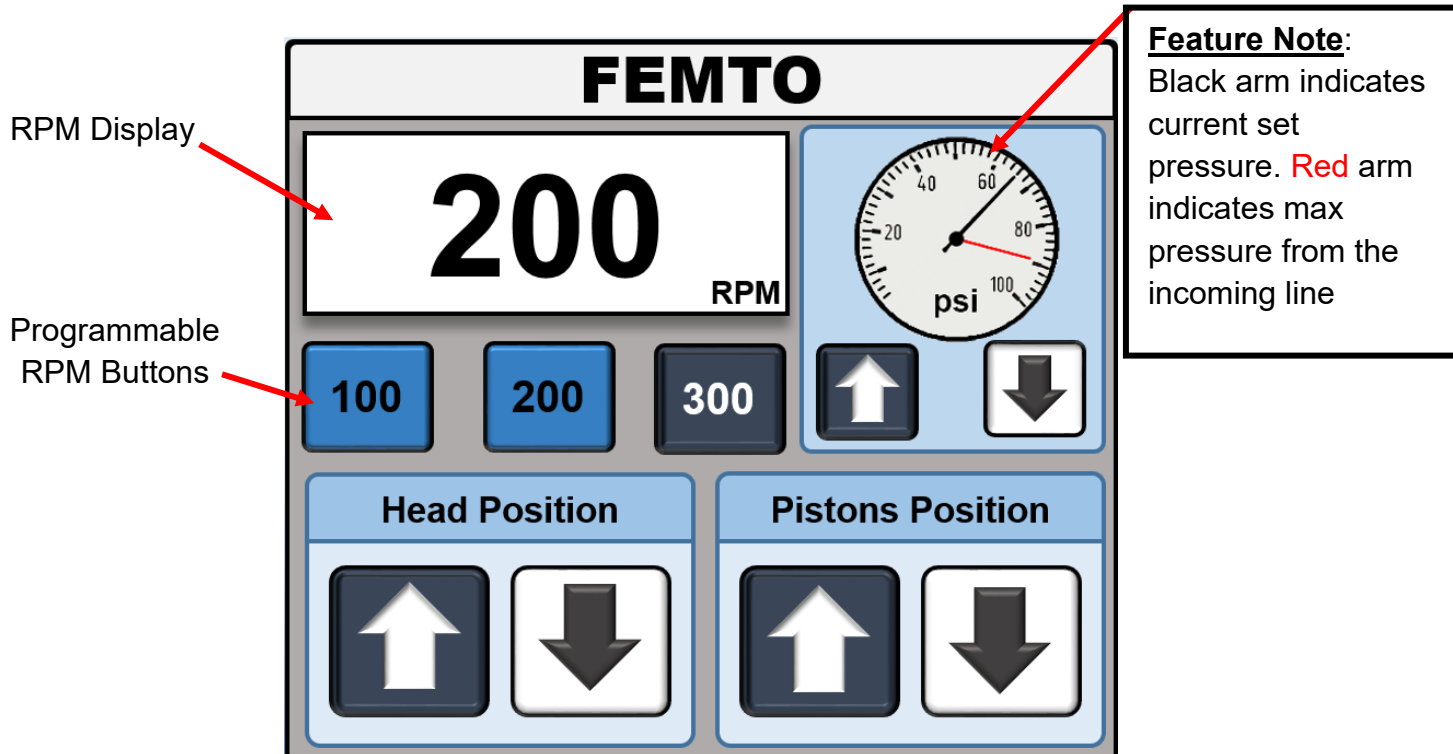 FEMTO
RPM Display
200
RPM
Feature Note:
Black arm indicates
current set
pressure. Red arm
indicates max
pressure from the
incoming line
20
40
60
80
100
psi
Programmable
RPM Buttons
100
200
300
Head Position
Pistons Position